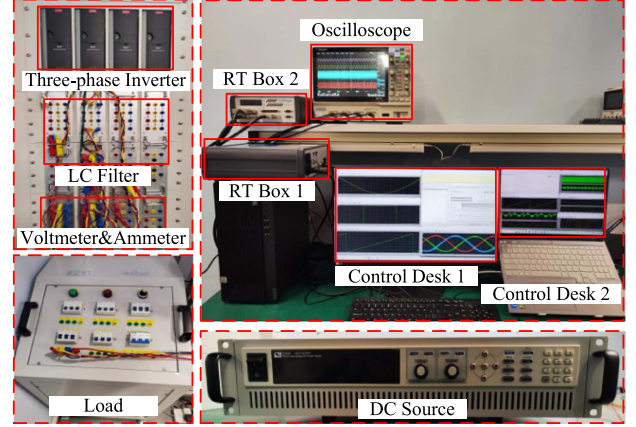 Three-phase Inverter
LC Filter
Voltmeter&Ammeter
Load
Oscilloscope
RT Box 2
RT Box 1
Control Desk 1
Control Desk 2
DC Source